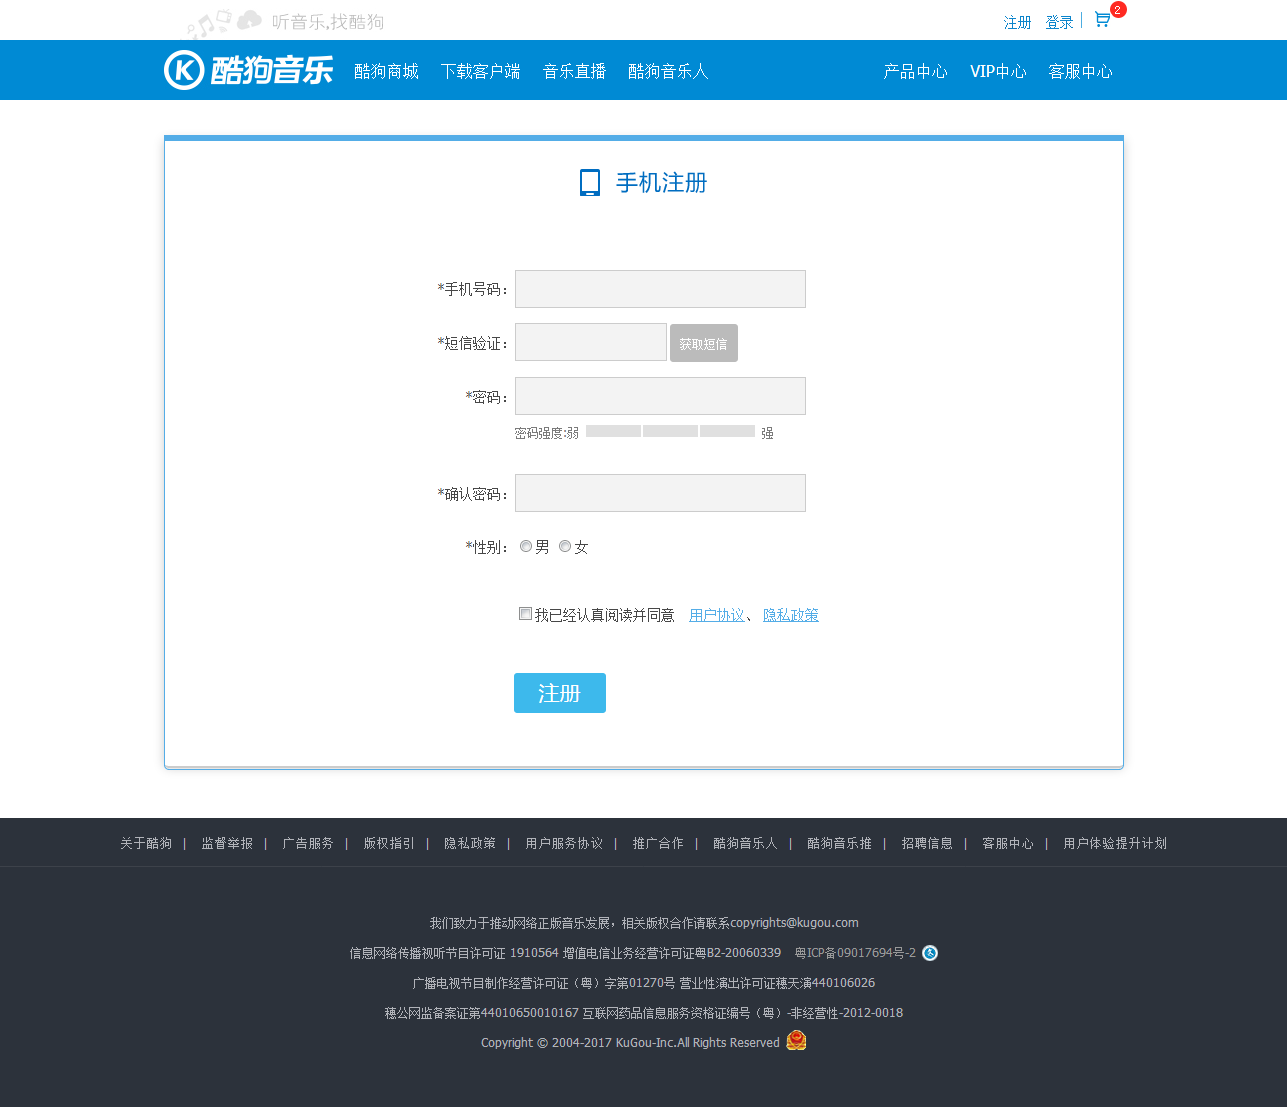 听音乐,找酷狗 注册 登录 2
酷狗音乐 酷狗商城 下载客户端 音乐直播 酷狗音乐人 产品中心 VIP中心 客服中心
手机注册
*手机号码：
*短信验证： 获取短信
*密码：
密码强度:弱 强
*确认密码：
*性别： 男 女
我已经认真阅读并同意 用户协议、 隐私政策
注册
关于酷狗 | 监督举报 | 广告服务 | 版权指引 | 隐私政策 | 用户服务协议 | 推广合作 | 酷狗音乐人 | 酷狗音乐推 | 招聘信息 | 客服中心 | 用户体验提升计划
我们致力于推动网络正版音乐发展，相关版权合作请联系copyrights@kugou.com
信息网络传播视听节目许可证 1910564 增值电信业务经营许可证粤B2-20060339 粤ICP备09017694号-2
广播电视节目制作经营许可证（粤）字第01270号 营业性演出许可证穗天演440106026
穗公网监备案证第44010650010167 互联网药品信息服务资格证编号（粤）-非经营性-2012-0018
Copyright © 2004-2017 KuGou-Inc.All Rights Reserved